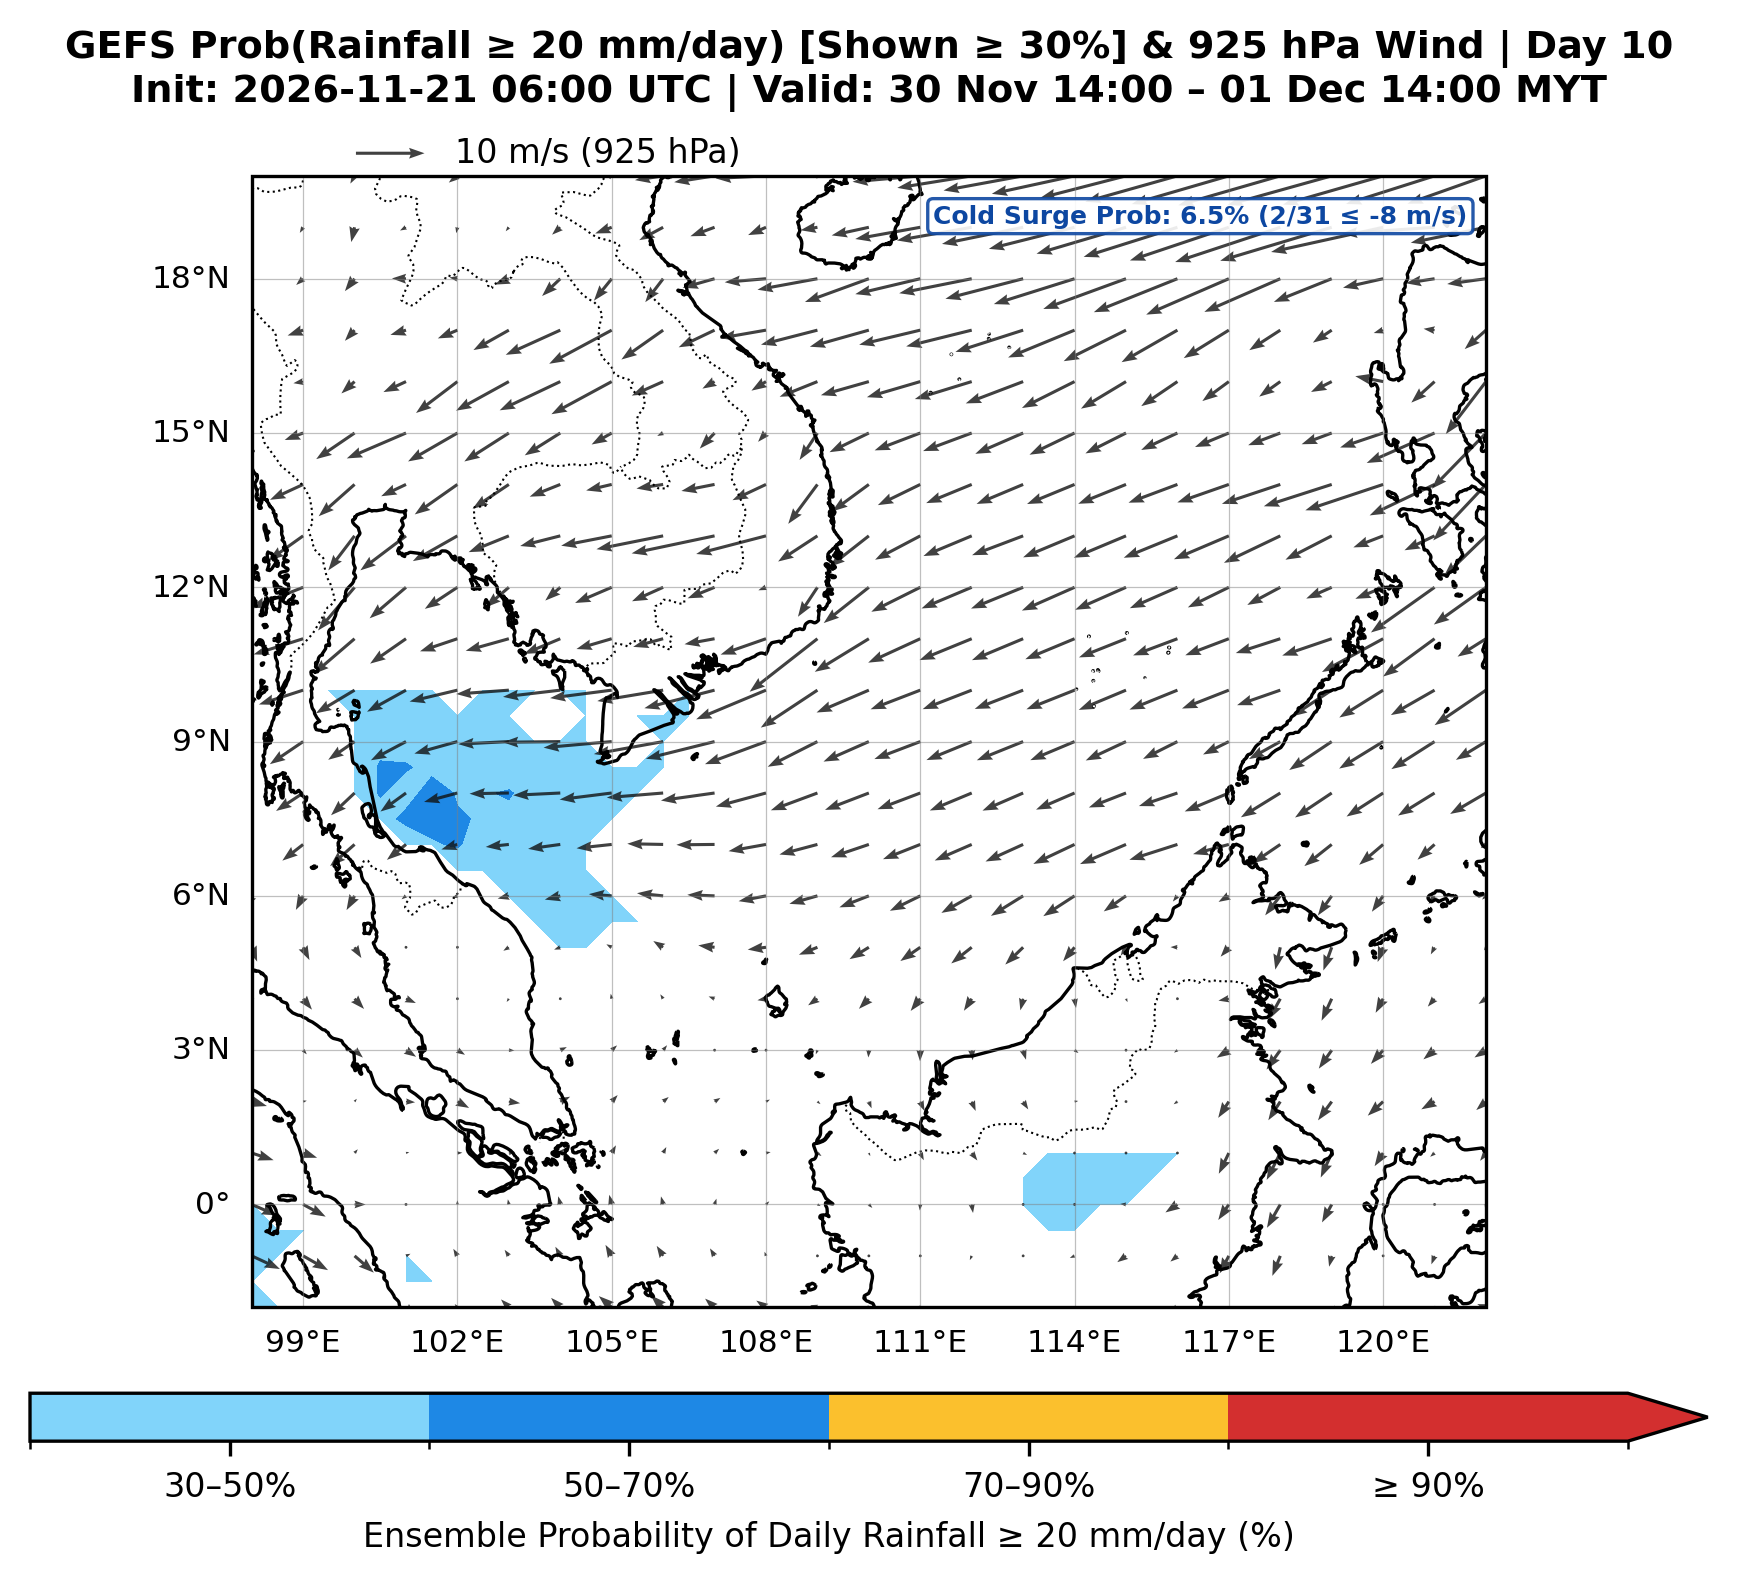 GEFS Prob(Rainfall ≥ 20 mm/day) [Shown ≥ 30%] & 925 hPa Wind | Day 10
Init: 2026-11-21 06:00 UTC | Valid: 30 Nov 14:00 – 01 Dec 14:00 MYT
10 m/s (925 hPa)
Cold Surge Prob: 6.5% (2/31 ≤ -8 m/s)
18°N
15°N
12°N
9°N
6°N
3°N
0°
99°E 102°E 105°E 108°E 111°E 114°E 117°E 120°E
30–50% 50–70% 70–90% ≥ 90%
Ensemble Probability of Daily Rainfall ≥ 20 mm/day (%)